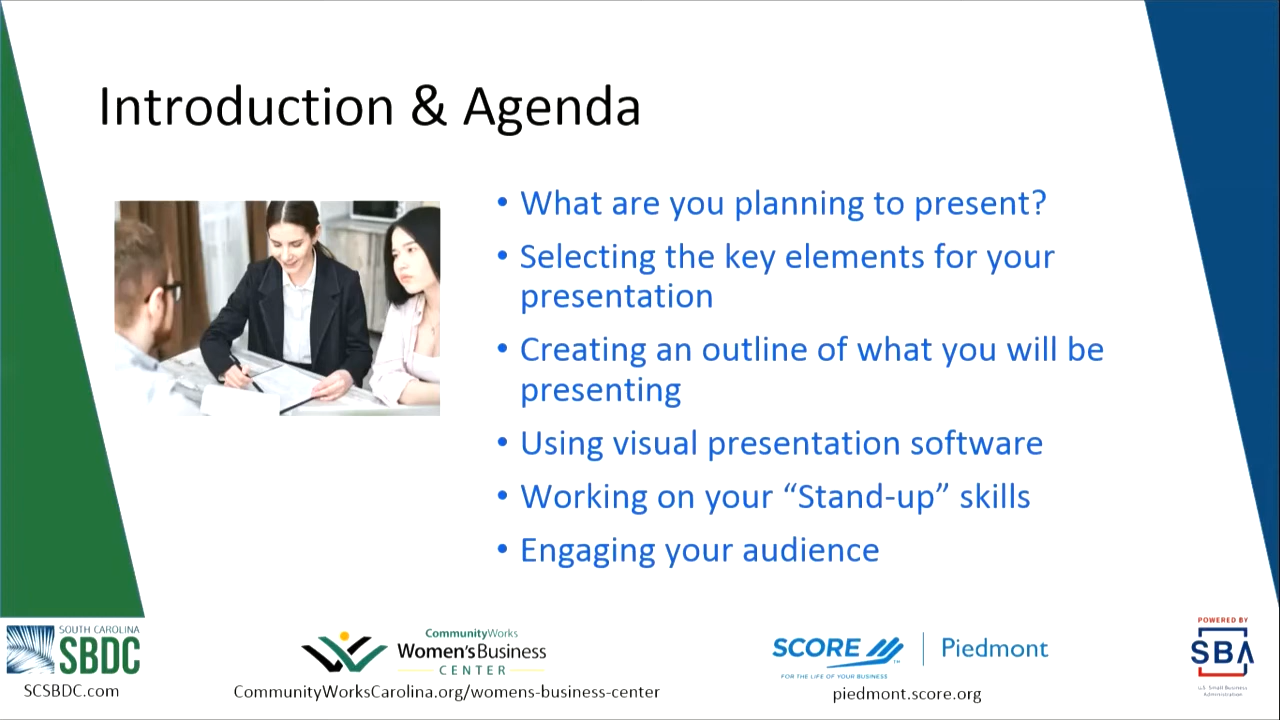 Introduction & Agenda
• What are you planning to present?
• Selecting the key elements for your
presentation
• Creating an outline of what you will be
presenting
• Using visual presentation software
• Working on your “Stand-up” skills
• Engaging your audience
SOUTH CAROLINA
SBDC
SCSBDC.com
CommunityWorks
Women'sBusiness
CENTER
CommunityWorksCarolina.org/womens-business-center
SCORE
FOR THE LIFE OF YOUR BUSINESS
Piedmont
piedmont.score.org
POWERED BY
SBA
U.S. Small Business
Administration